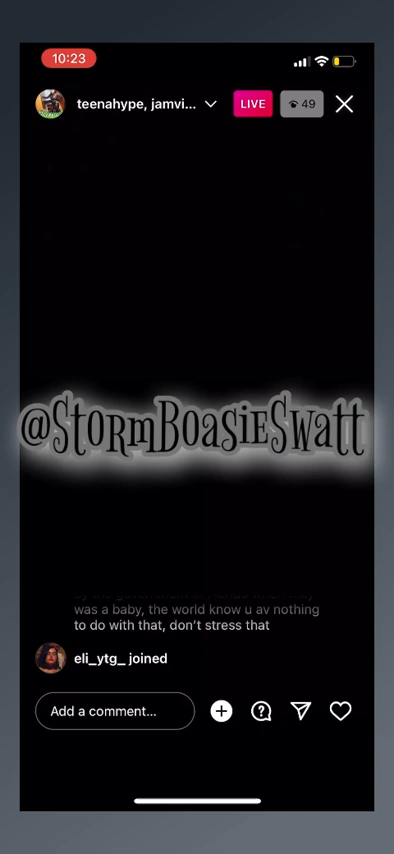 10:23
teenahype, jamvi... LIVE 49
@StormBoasieSwatt
was a baby, the world know u av nothing
to do with that, don't stress that
eli_ytg_ joined
Add a comment...